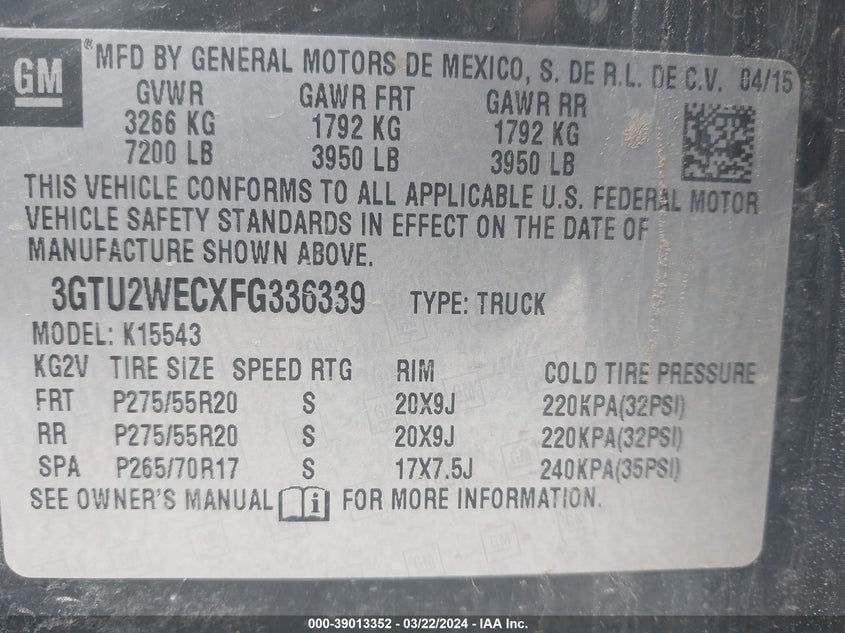 GM ® MFD BY GENERAL MOTORS DE MEXICO, S. DE R.L. DE C.V. 04/15
GVWR GAWR FRT GAWR RR
3266 KG 1792 KG 1792 KG
7200 LB 3950 LB 3950 LB
THIS VEHICLE CONFORMS TO ALL APPLICABLE U.S. FEDERAL MOTOR
VEHICLE SAFETY STANDARDS IN EFFECT ON THE DATE OF
MANUFACTURE SHOWN ABOVE.
3GTU2WECXFG336339 TYPE: TRUCK
MODEL: K15543
KG2V TIRE SIZE SPEED RTG RIM COLD TIRE PRESSURE
FRT P275/55R20 S 20X9J 220KPA(32PSI)
RR P275/55R20 S 20X9J 220KPA(32PSI)
SPA P265/70R17 S 17X7.5J 240KPA(35PSI)
SEE OWNER'S MANUAL i FOR MORE INFORMATION.
000-39013352 - 03/22/2024 - IAA Inc.